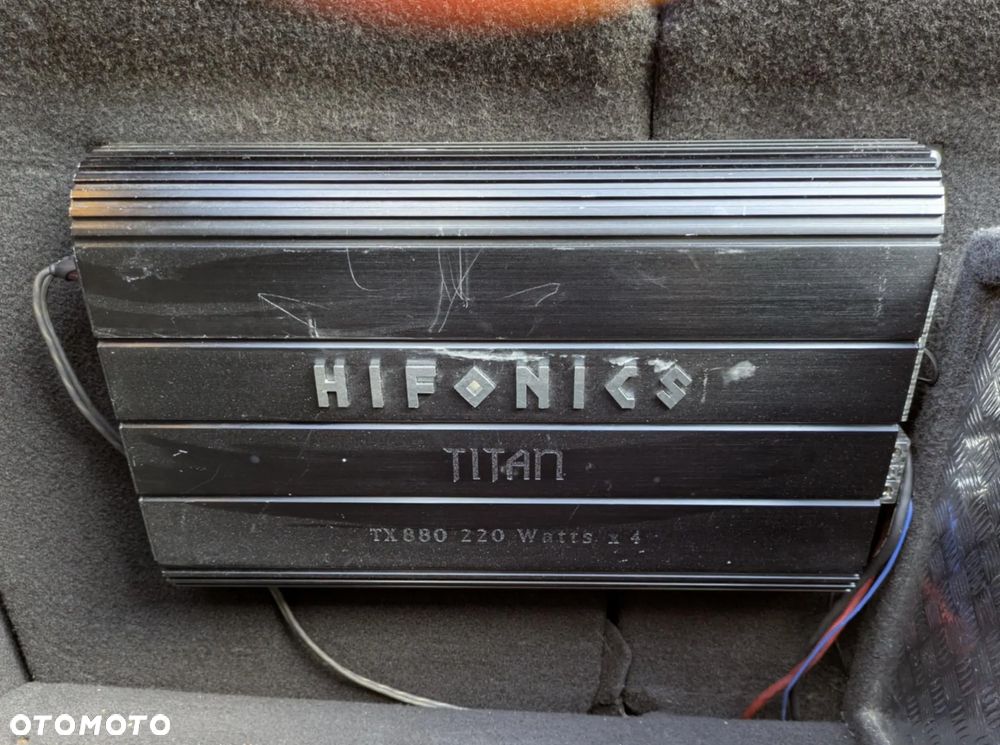 HIFONICS
TITAN
TX880 220 Watts x 4
OTOMOTO